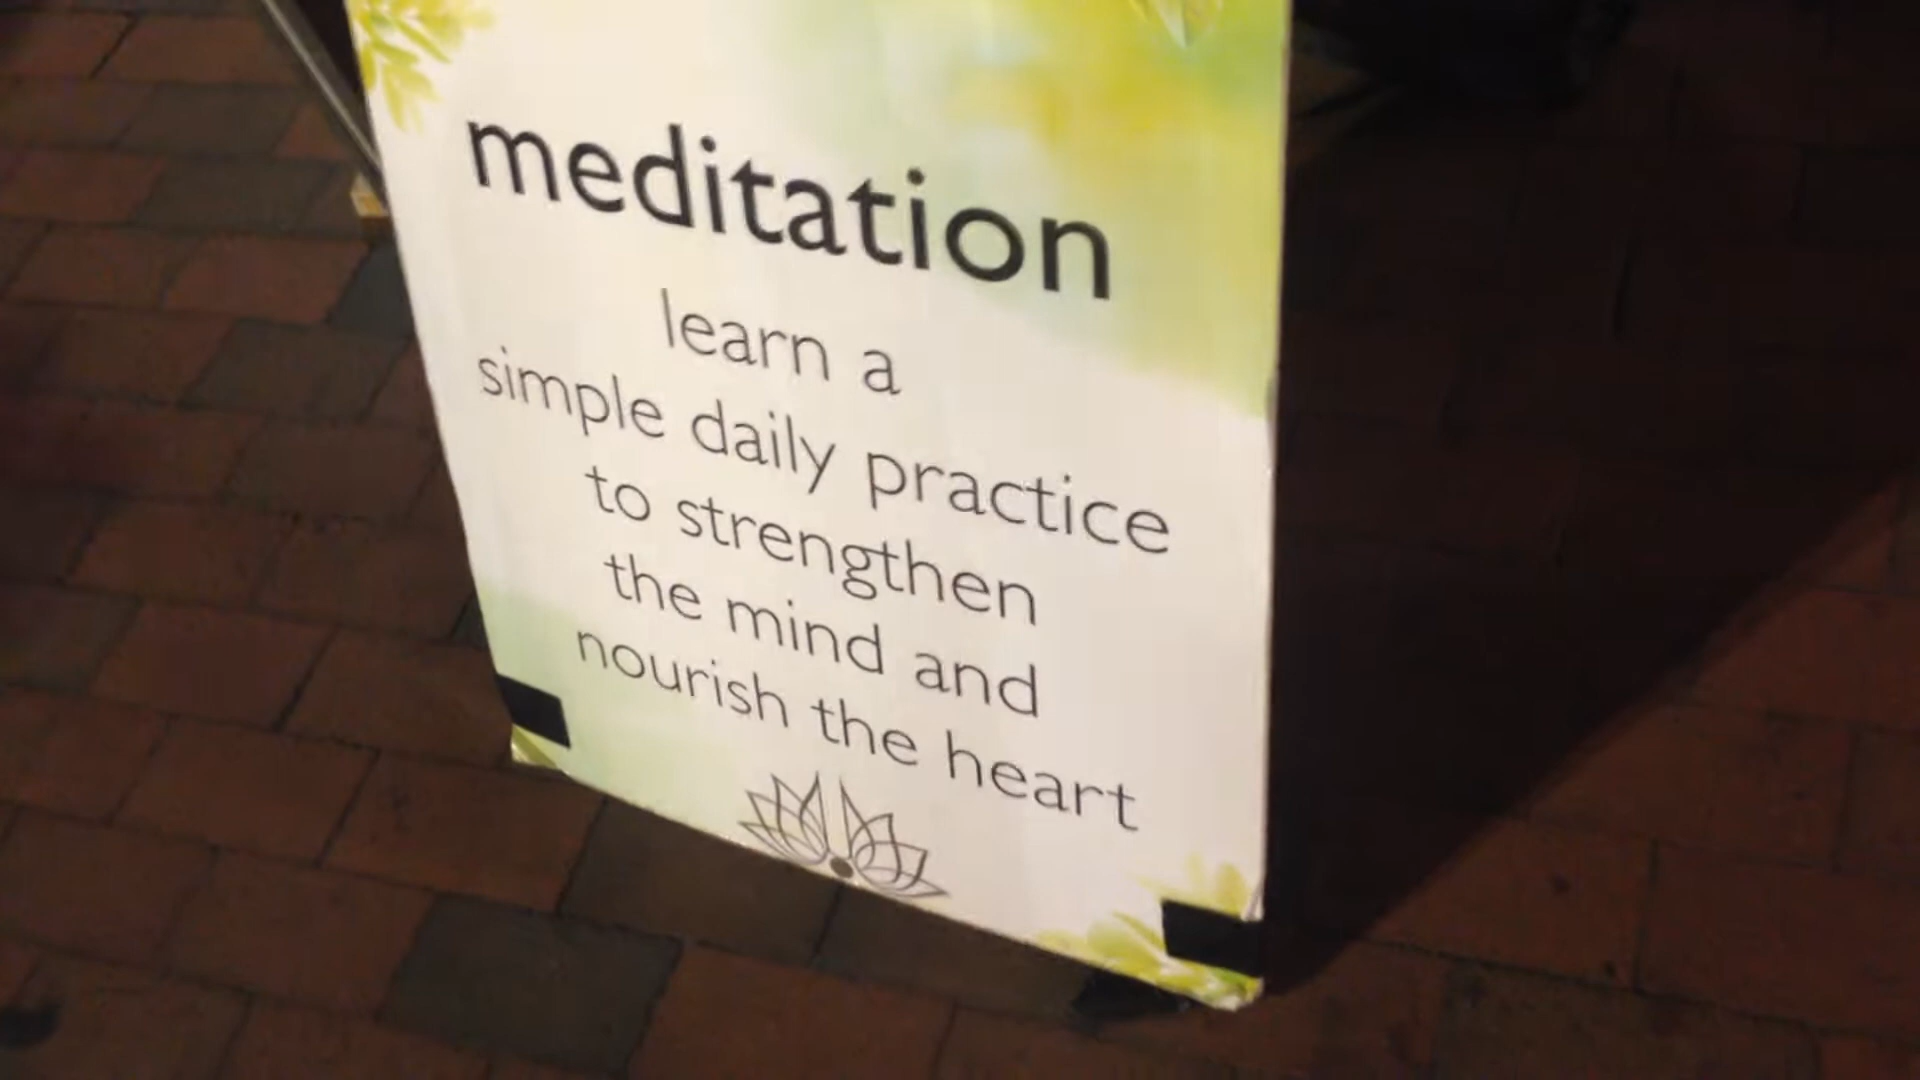 meditation
learn a
simple daily practice
to strengthen
the mind and
nourish the heart